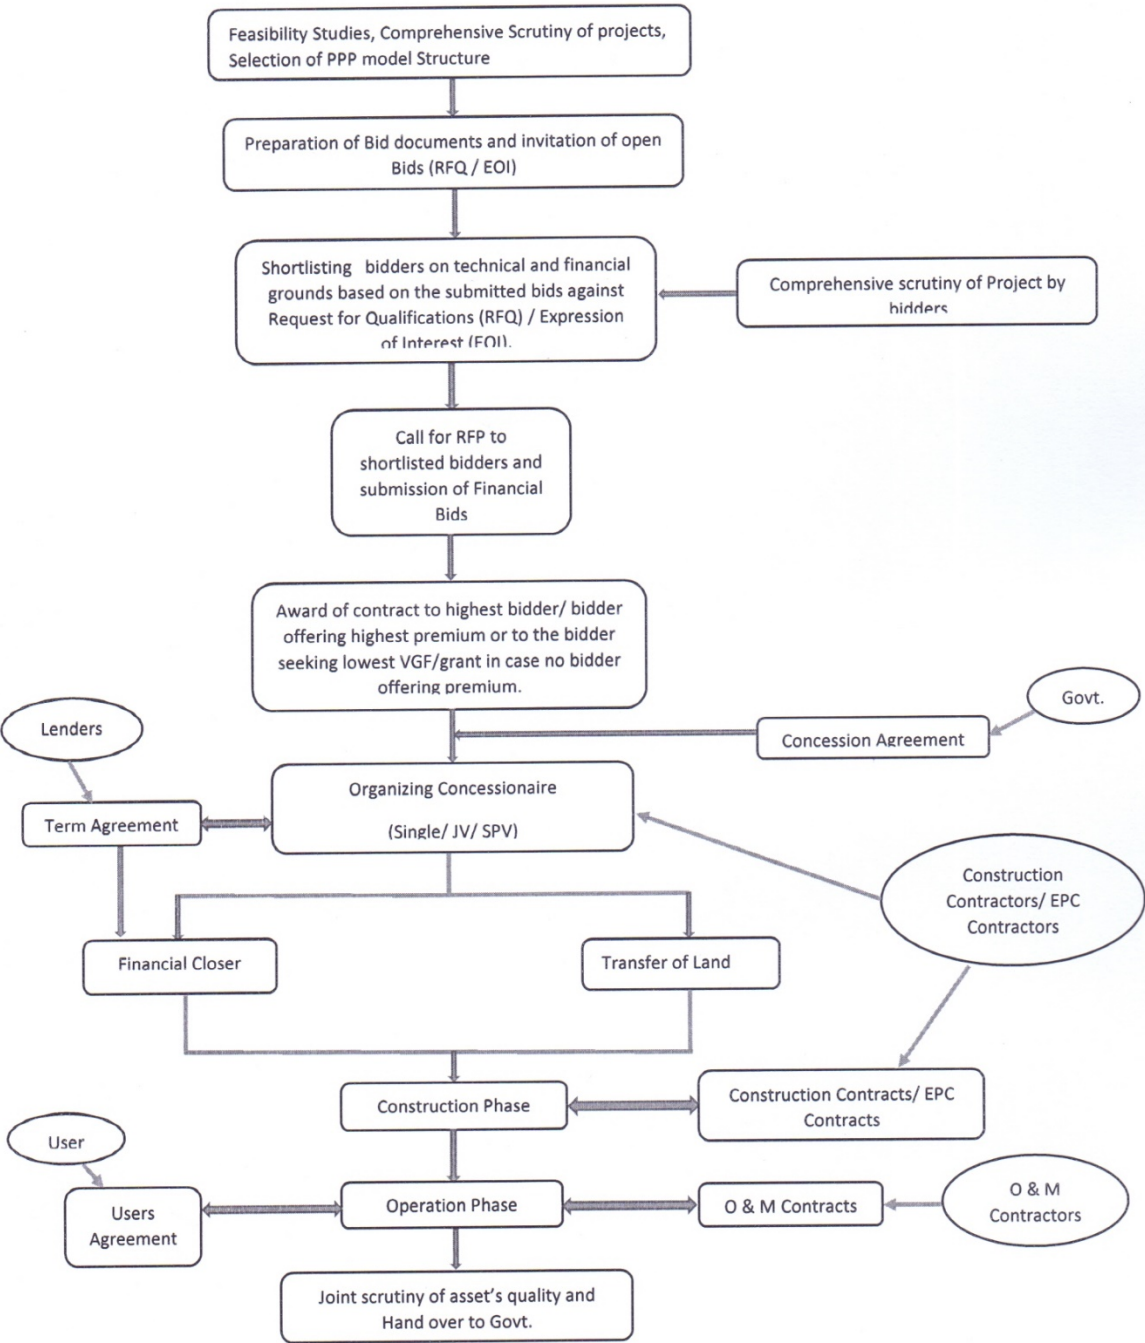 Feasibility Studies, Comprehensive Scrutiny of projects,
Selection of PPP model Structure
Preparation of Bid documents and invitation of open
Bids (RFQ / EOI)
Shortlisting bidders on technical and financial
grounds based on the submitted bids against
Request for Qualifications (RFQ) / Expression
of Interest (EOI).
Comprehensive scrutiny of Project by
bidders
Call for RFP to
shortlisted bidders and
submission of Financial
Bids
Award of contract to highest bidder/ bidder
offering highest premium or to the bidder
seeking lowest VGF/grant in case no bidder
offering premium.
Govt.
Lenders
Concession Agreement
Organizing Concessionaire
(Single/ JV/ SPV)
Term Agreement
Construction
Contractors/ EPC
Contractors
Financial Closer
Transfer of Land
Construction Phase
Construction Contracts/ EPC
Contracts
User
Users
Agreement
Operation Phase
O & M Contracts
O & M
Contractors
Joint scrutiny of asset's quality and
Hand over to Govt.